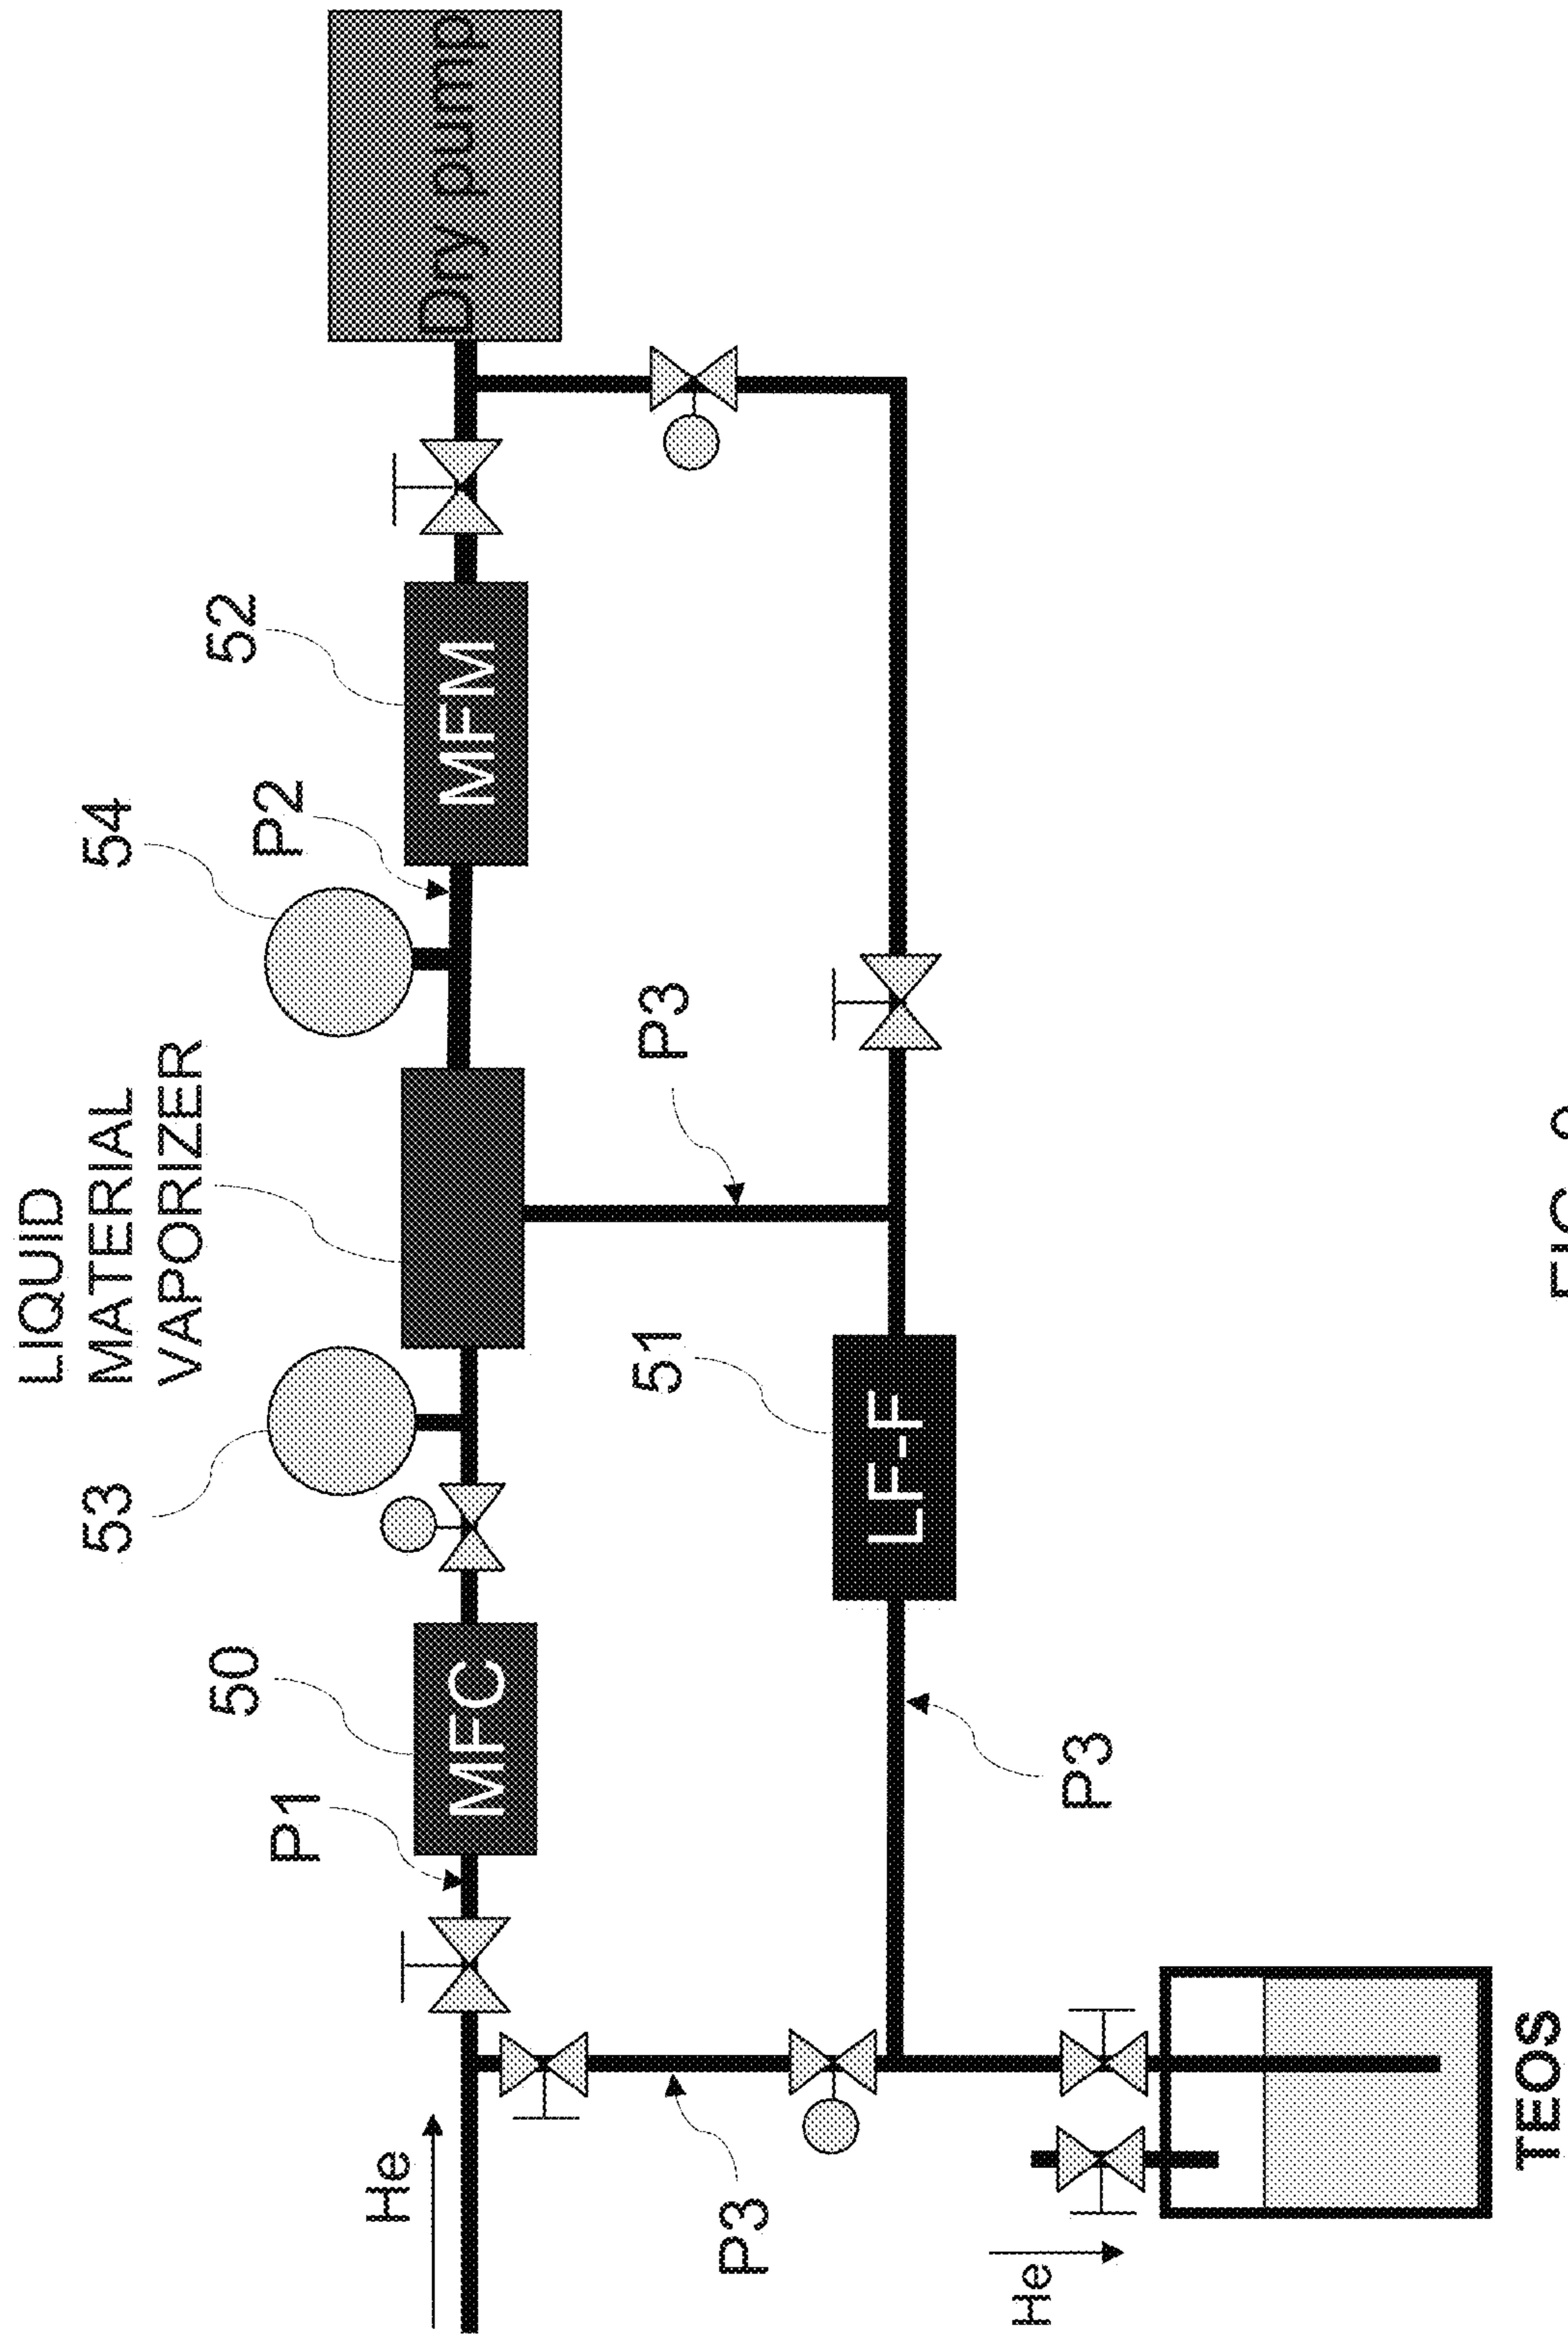 LIQUID
MATERIAL
VAPORIZER
53
54
50
52
P1
P2
He
MFC
MFM
Dry pump
51
P3
P3
LF-F
He
P3
TEOS
FIG.